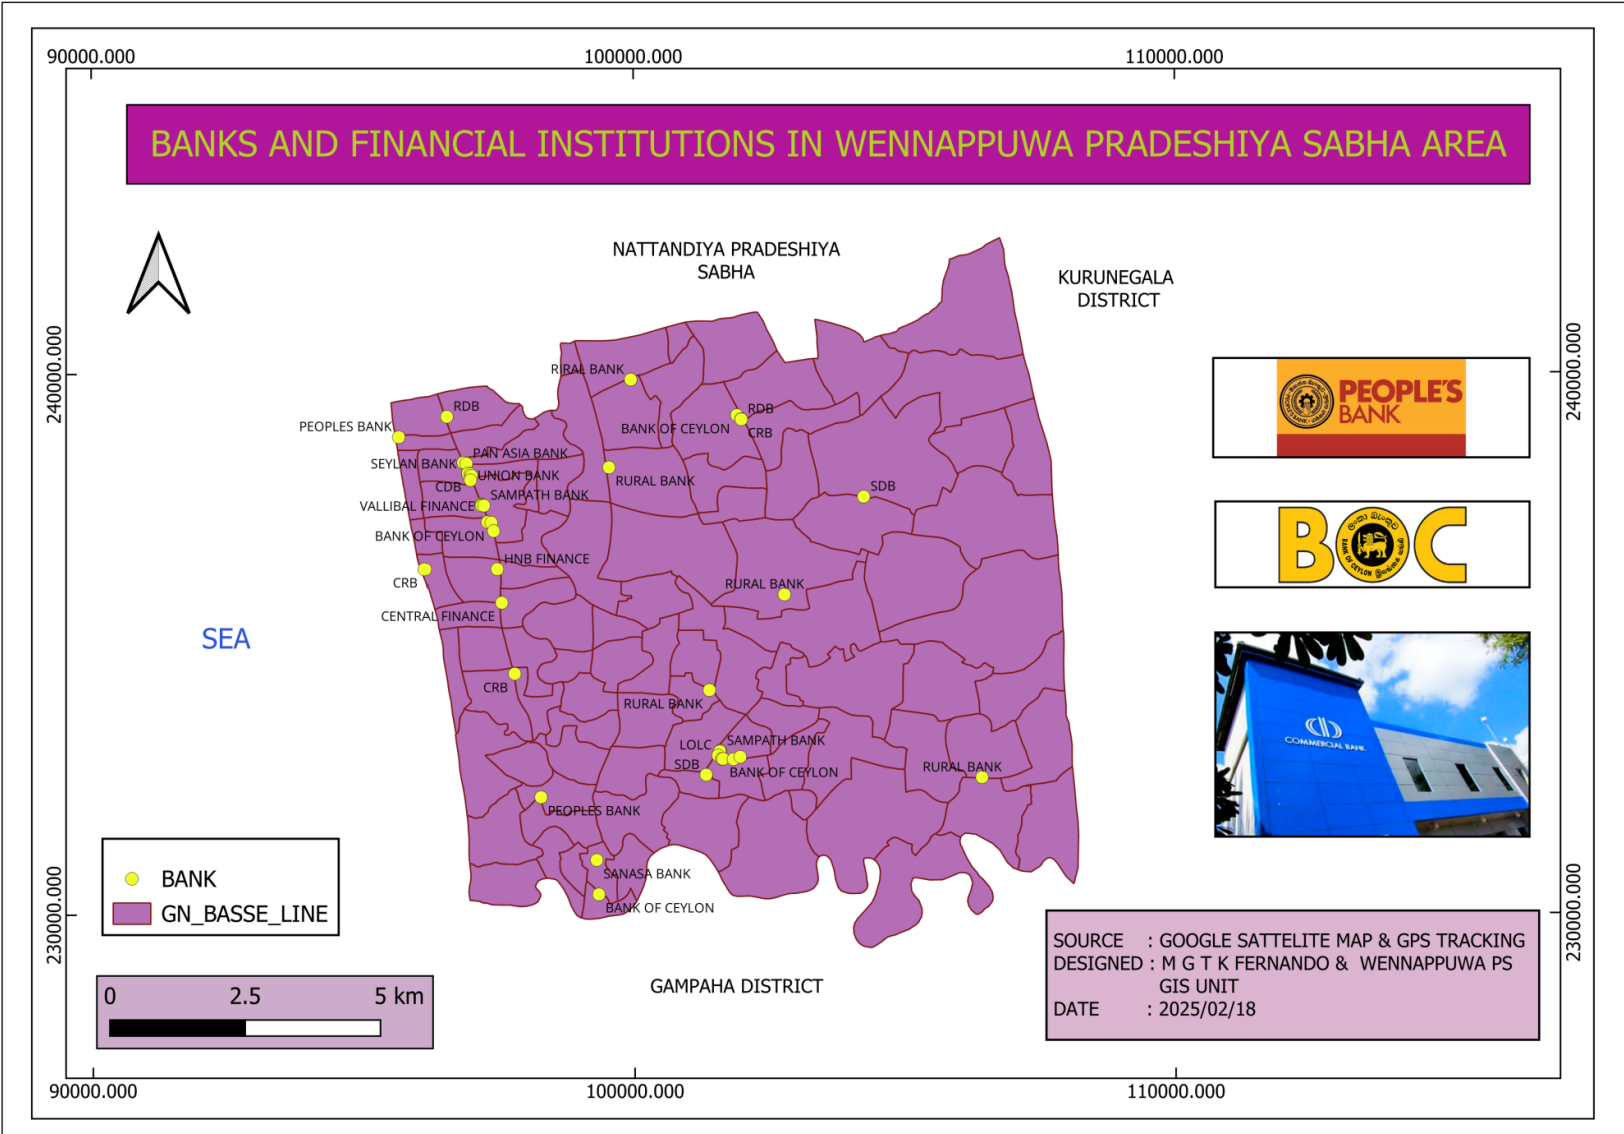 90000.000
100000.000
110000.000
BANKS AND FINANCIAL INSTITUTIONS IN WENNAPPUWA PRADESHIYA SABHA AREA
NATTANDIYA PRADESHIYA
SABHA
KURUNEGALA
DISTRICT
240000.000
240000.000
RIRAL BANK
RDB
RDB
PEOPLES BANK
BANK OF CEYLON
CRB
PAN ASIA BANK
SEYLAN BANK
UNION BANK
RURAL BANK
CDB
SDB
SAMPATH BANK
VALLIBAL FINANCE
BANK OF CEYLON
HNB FINANCE
CRB
RURAL BANK
CENTRAL FINANCE
SEA
CRB
RURAL BANK
LOLC
SAMPATH BANK
SDB
BANK OF CEYLON
RURAL BANK
PEOPLES BANK
SANASA BANK
BANK OF CEYLON
PEOPLE'S
BANK
BOC
ලංකා බැංකුව
BANK OF CEYLON
COMMERCIAL BANK
BANK
GN_BASSE_LINE
230000.000
230000.000
0 2.5 5 km
GAMPAHA DISTRICT
SOURCE : GOOGLE SATTELITE MAP & GPS TRACKING
DESIGNED : M G T K FERNANDO & WENNAPPUWA PS
GIS UNIT
DATE : 2025/02/18
90000.000
100000.000
110000.000